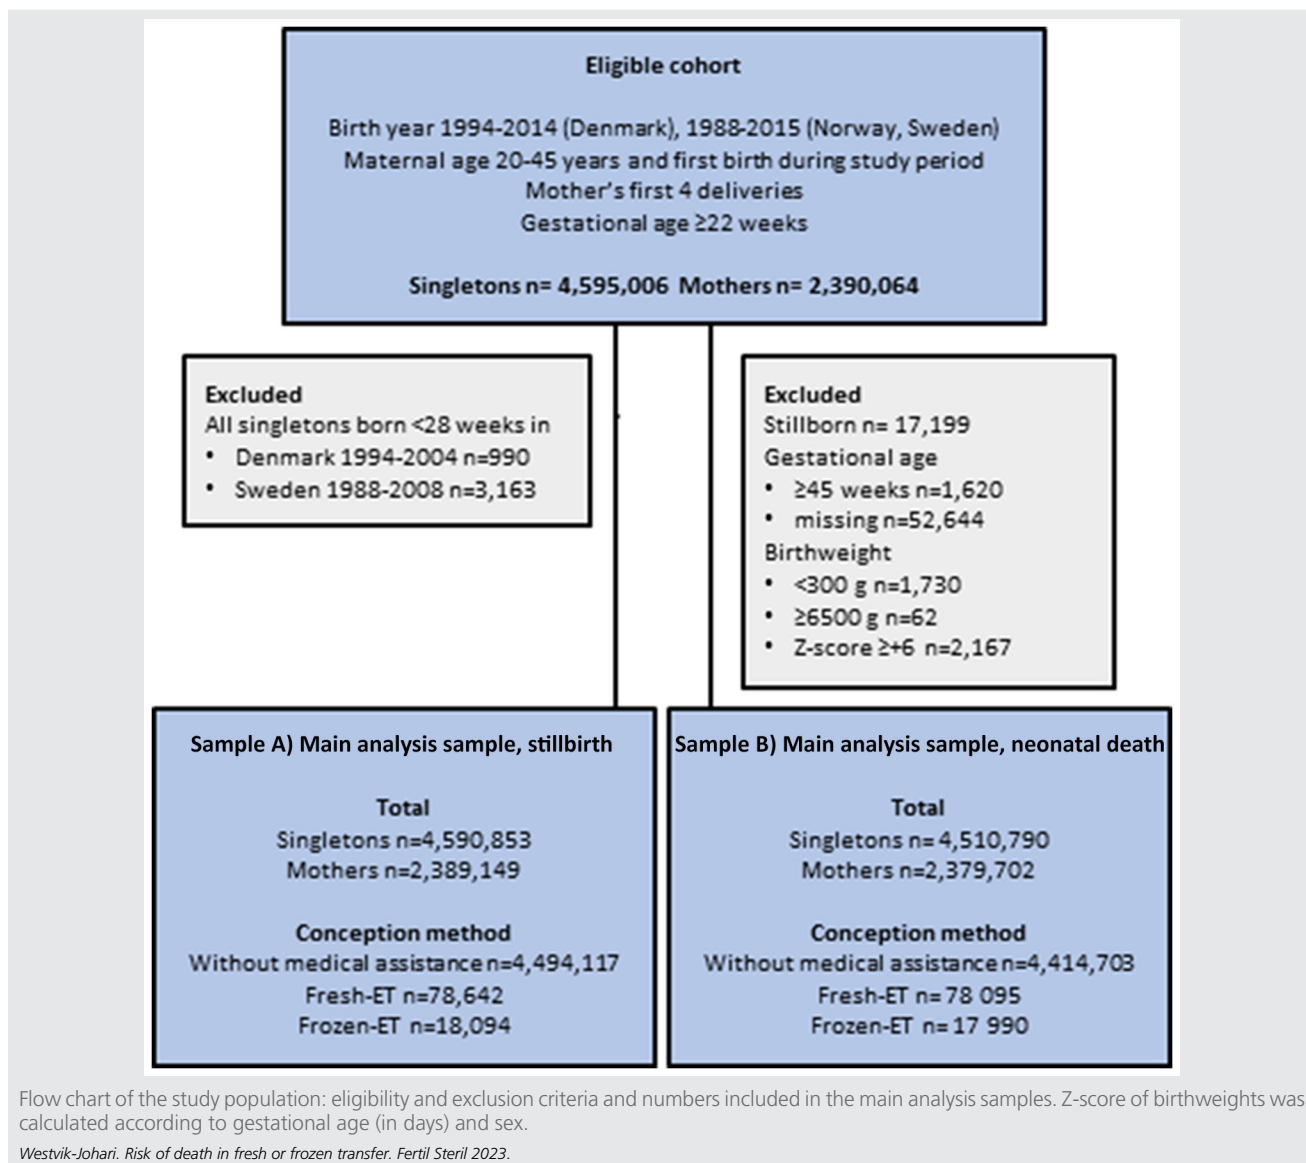 Eligible cohort
Birth year 1994-2014 (Denmark), 1988-2015 (Norway, Sweden)
Maternal age 20-45 years and first birth during study period
Mother's first 4 deliveries
Gestational age ≥22 weeks
Singletons n= 4,595,006 Mothers n= 2,390,064
Excluded
All singletons born <28 weeks in
• Denmark 1994-2004 n=990
• Sweden 1988-2008 n=3,163
Excluded
Stillborn n= 17,199
Gestational age
• ≥45 weeks n=1,620
• missing n=52,644
Birthweight
• <300 g n=1,730
• ≥6500 g n=62
• Z-score ≥+6 n=2,167
Sample A) Main analysis sample, stillbirth
Total
Singletons n=4,590,853
Mothers n=2,389,149
Conception method
Without medical assistance n=4,494,117
Fresh-ET n=78,642
Frozen-ET n=18,094
Sample B) Main analysis sample, neonatal death
Total
Singletons n= 4,510,790
Mothers n=2,379,702
Conception method
Without medical assistance n=4,414,703
Fresh-ET n= 78 095
Frozen-ET n= 17 990
Flow chart of the study population: eligibility and exclusion criteria and numbers included in the main analysis samples. Z-score of birthweights was
calculated according to gestational age (in days) and sex.
Westvik-Johari. Risk of death in fresh or frozen transfer. Fertil Steril 2023.